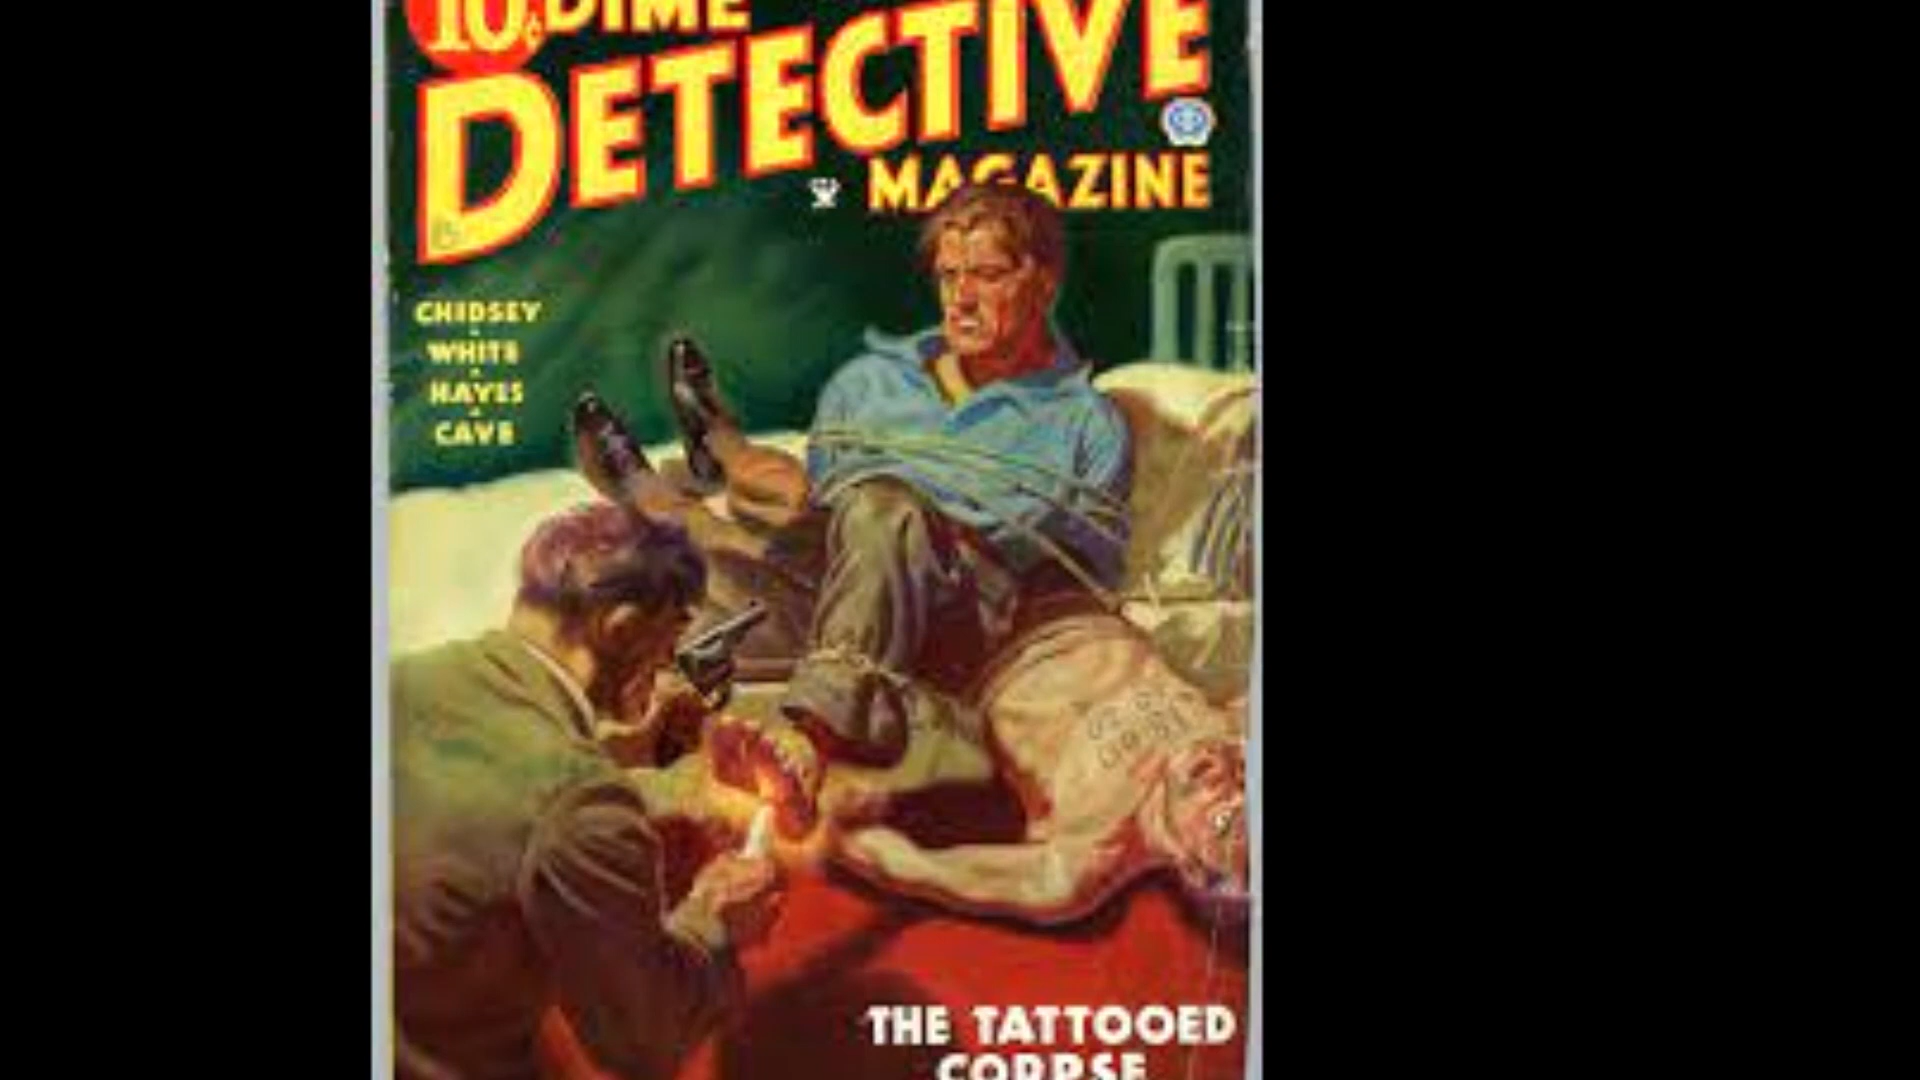 10¢ DIME
DETECTIVE
MAGAZINE
CHIDSEY
WHITE
HAYES
CAVE
THE TATTOOED
CORPSE